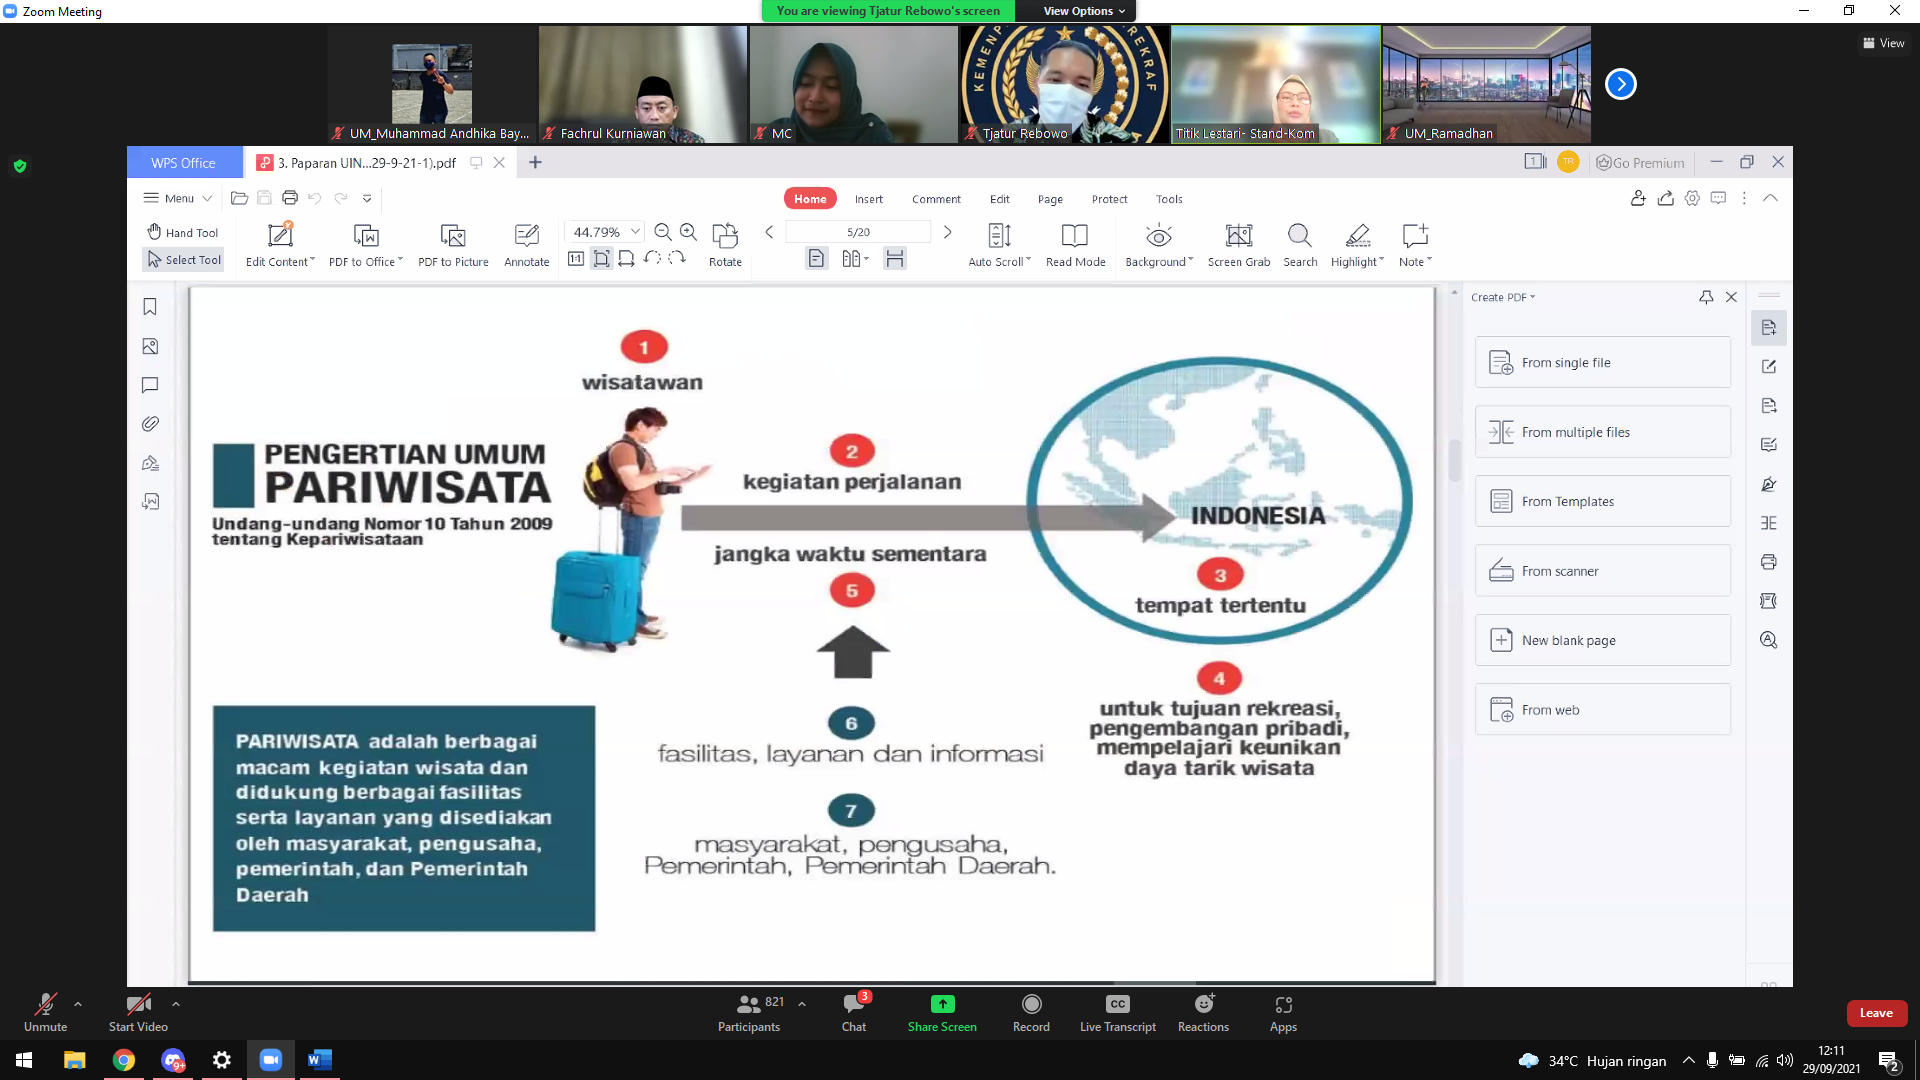 Zoom Meeting
You are viewing Tjatur Rebowo's screen
View Options
View
KEMENP
REKRAF
UM_Muhammad Andhika Bay...
Fachrul Kurniawan
MC
Tjatur Rebowo
Titik Lestari- Stand-Kom
UM_Ramadhan
WPS Office
3. Paparan UIN...29-9-21-1).pdf
1
TR
Go Premium
Menu
Home
Insert
Comment
Edit
Page
Protect
Tools
Hand Tool
Select Tool
Edit Content
PDF to Office
PDF to Picture
Annotate
44.79%
1:1
Rotate
5/20
Auto Scroll
Read Mode
Background
Screen Grab
Search
Highlight
Note
Create PDF
From single file
From multiple files
From Templates
From scanner
New blank page
From web
PENGERTIAN UMUM
PARIWISATA
Undang-undang Nomor 10 Tahun 2009
tentang Kepariwisataan
1
wisatawan
2
kegiatan perjalanan
jangka waktu sementara
5
INDONESIA
3
tempat tertentu
4
untuk tujuan rekreasi,
pengembangan pribadi,
mempelajari keunikan
daya tarik wisata
6
fasilitas, layanan dan informasi
7
masyarakat, pengusaha,
Pemerintah, Pemerintah Daerah.
PARIWISATA adalah berbagai
macam kegiatan wisata dan
didukung berbagai fasilitas
serta layanan yang disediakan
oleh masyarakat, pengusaha,
pemerintah, dan Pemerintah
Daerah
Unmute
Start Video
821
Participants
3
Chat
Share Screen
Record
CC
Live Transcript
Reactions
Apps
Leave
9+
34°C Hujan ringan
12:11
29/09/2021
2